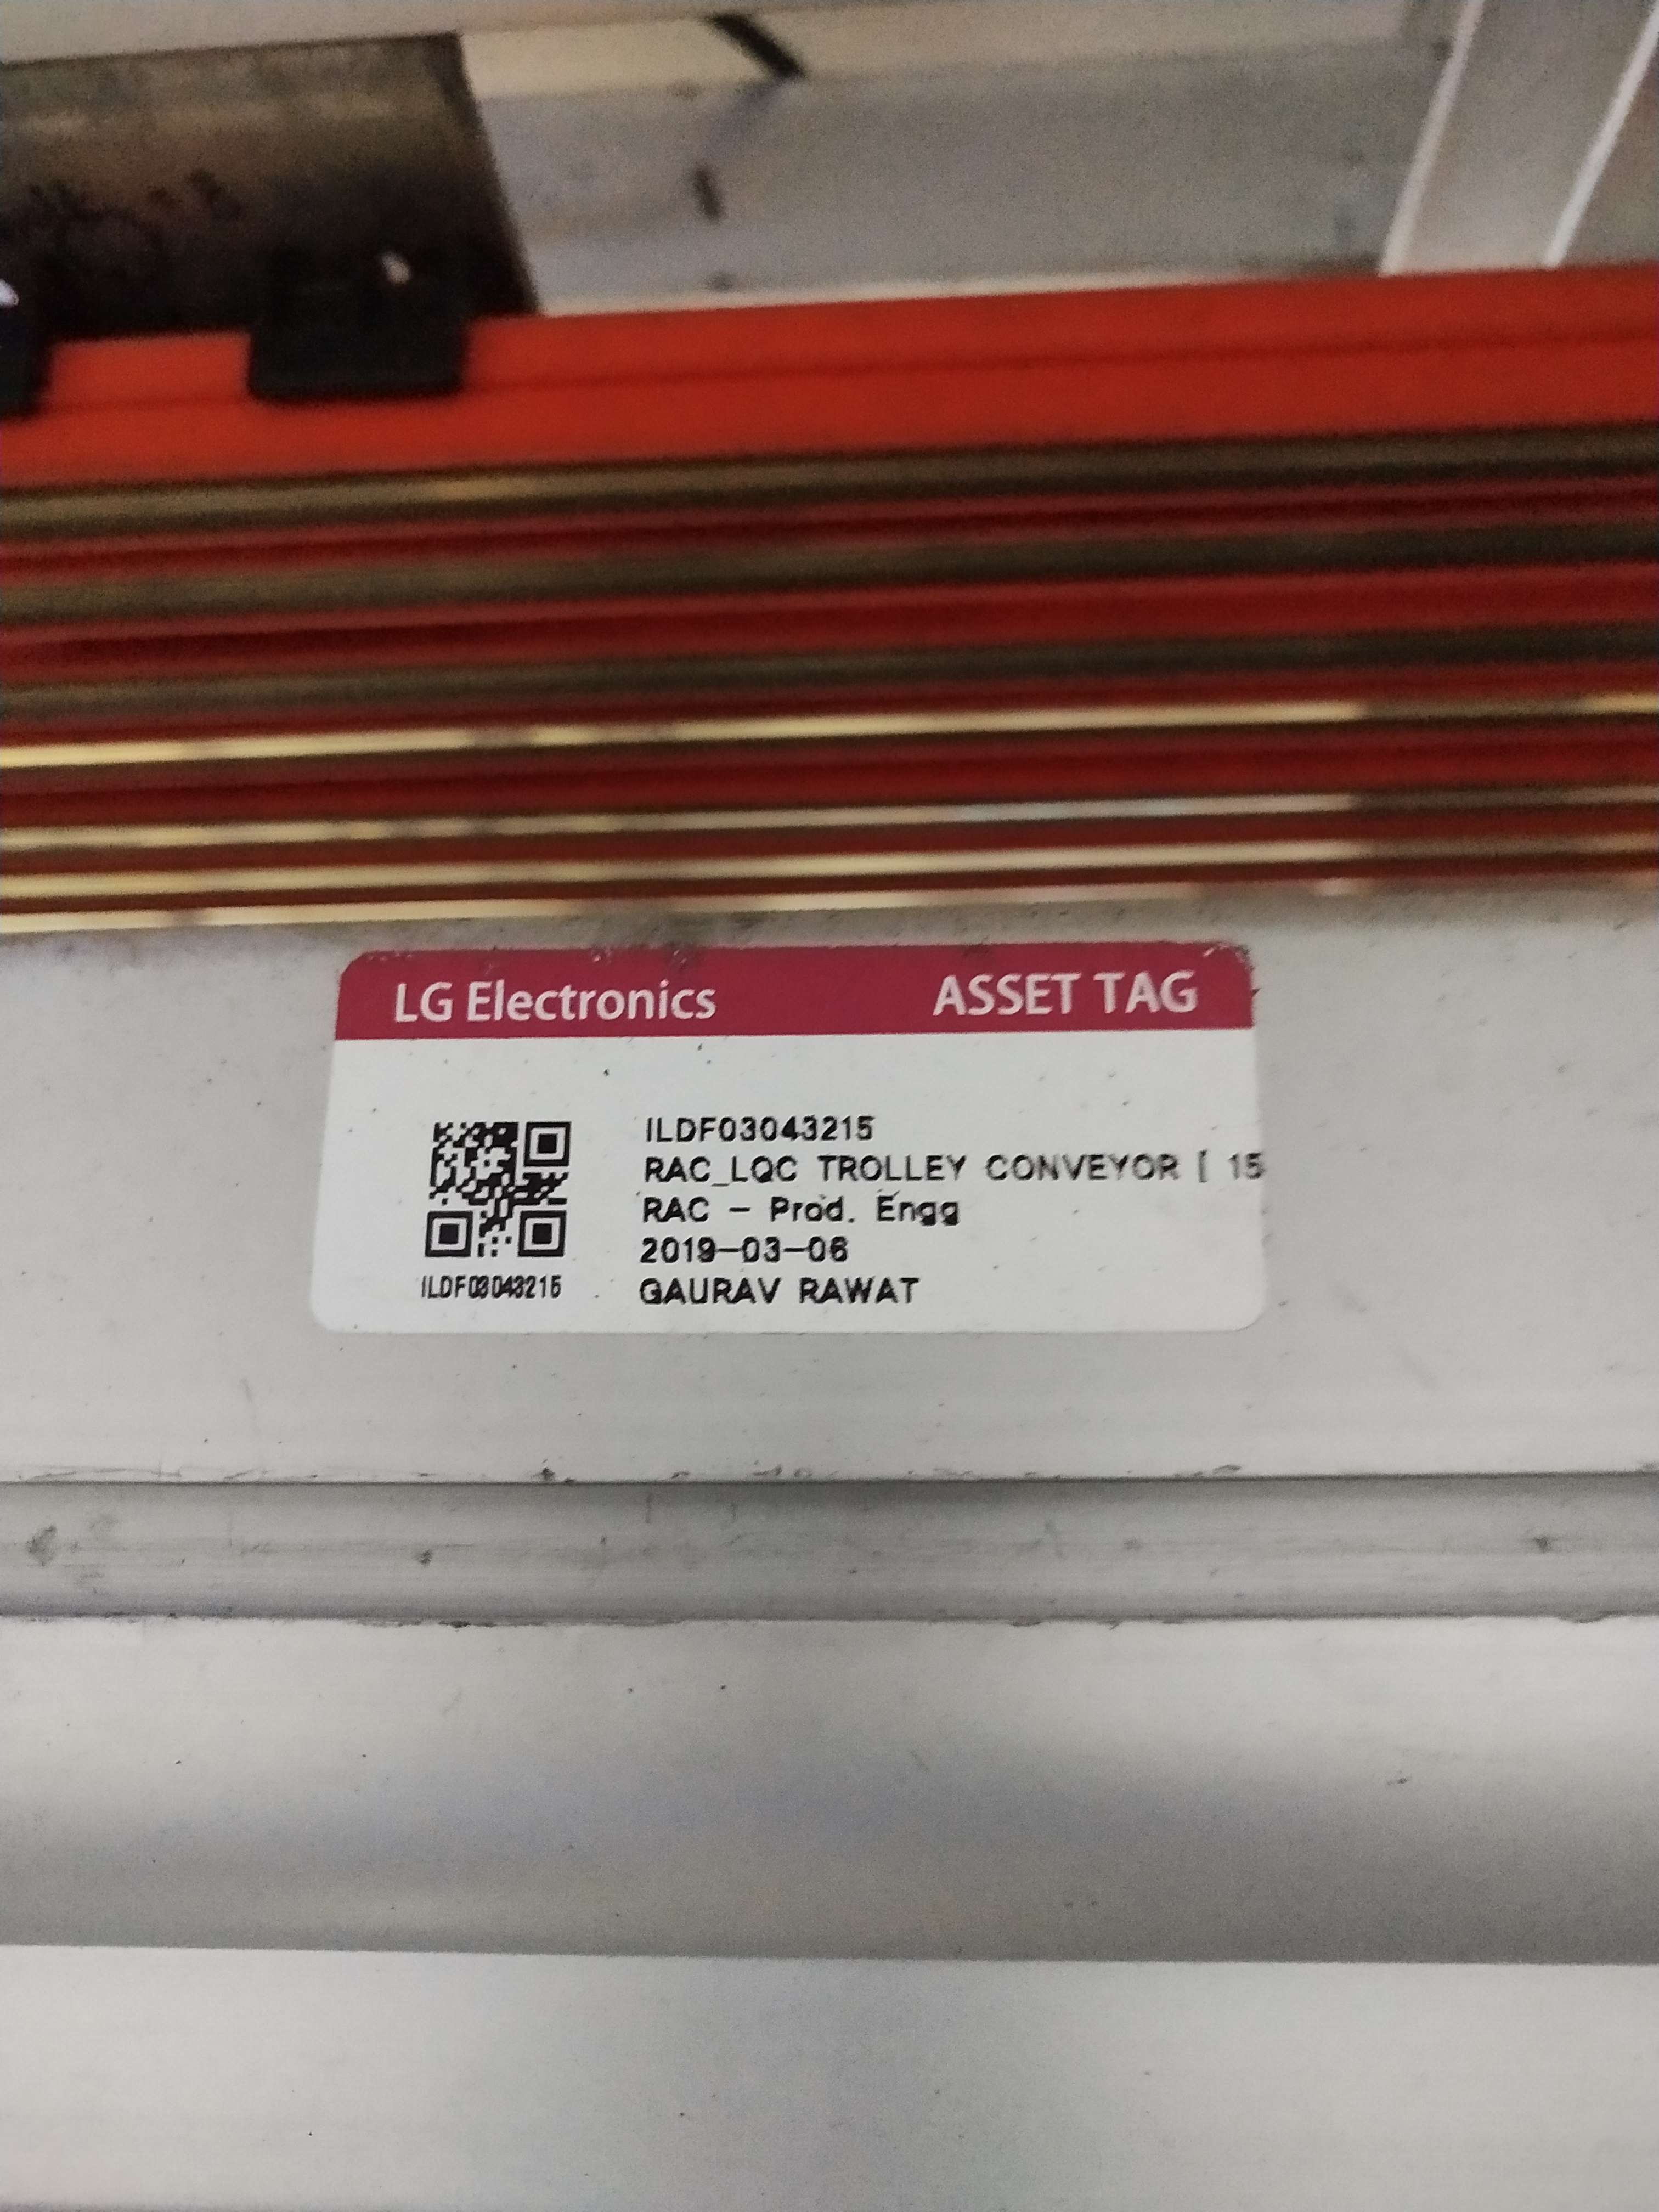 LG Electronics ASSET TAG
ILDF03043215
RAC_LQC TROLLEY CONVEYOR [ 15
RAC - Prod. Engg
2019-03-06
GAURAV RAWAT
ILDF03043215